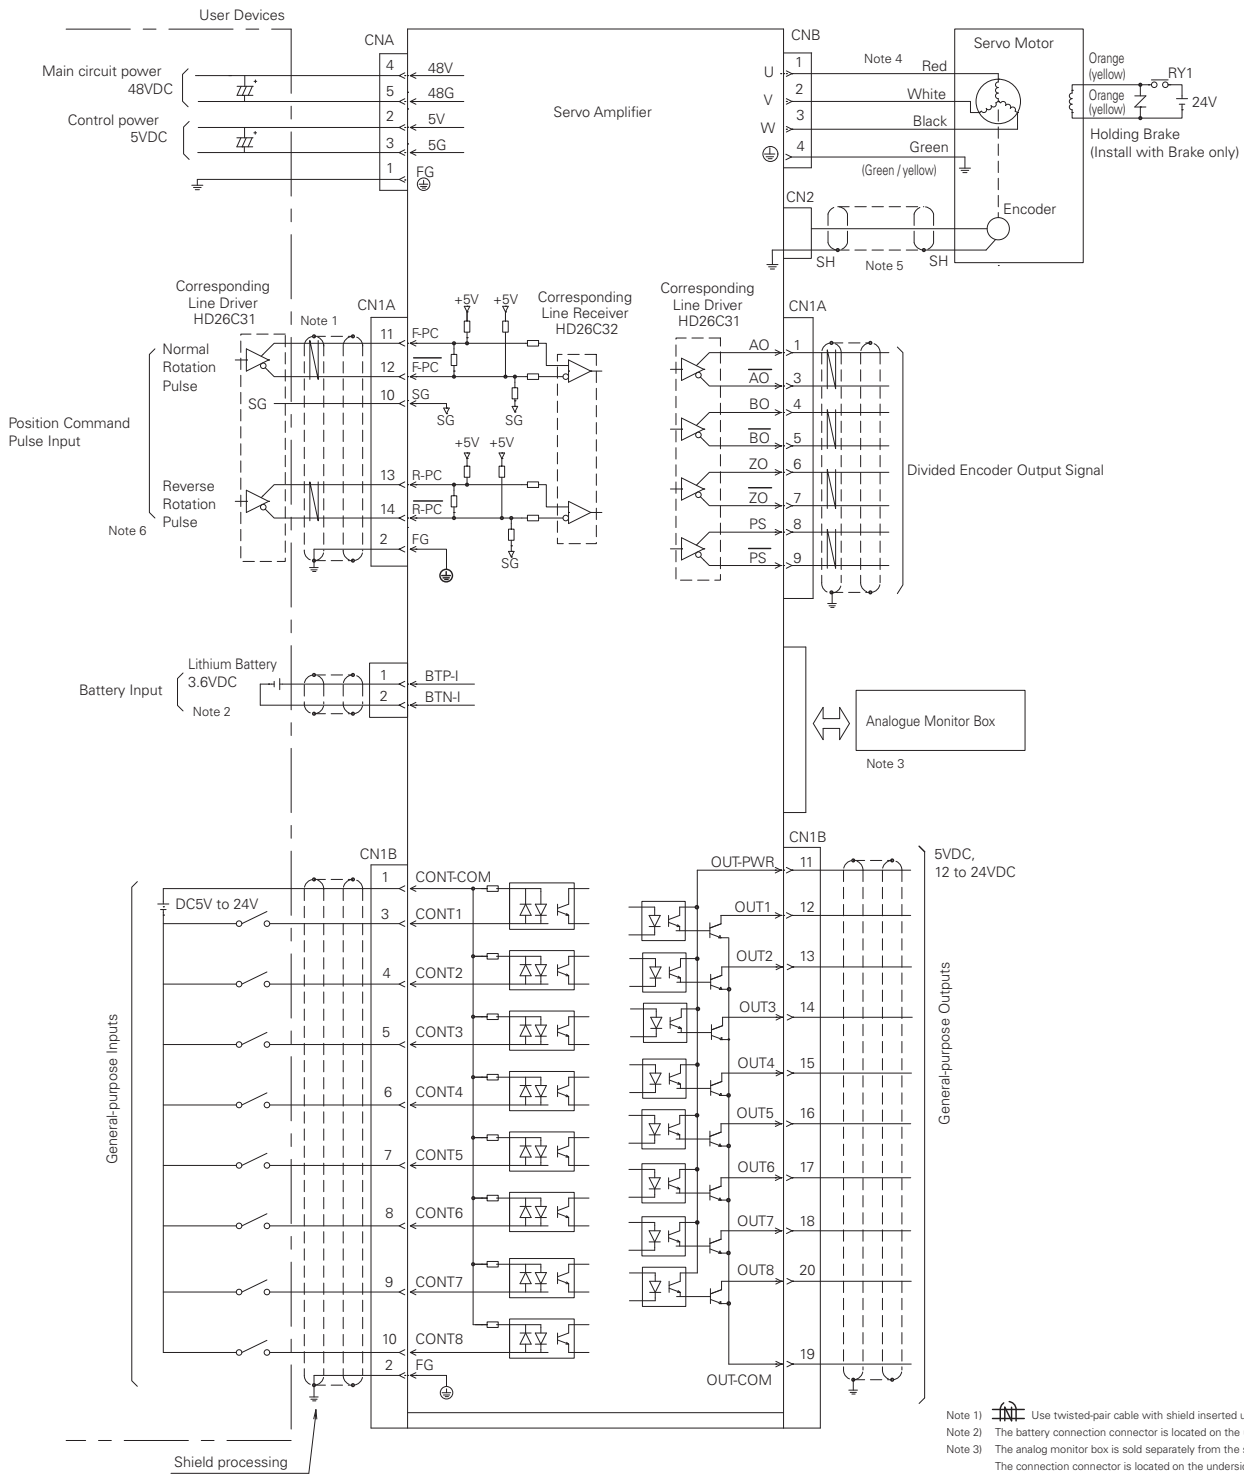 User Devices
CNA
Main circuit power
48VDC
Control power
5VDC
4
48V
5
48G
2
5V
3
5G
1
FG
Servo Amplifier
CNB
U
1
V
2
W
3
4
Note 4
Red
White
Black
Green
(Green / yellow)
Servo Motor
Orange
(yellow)
Orange
(yellow)
RY1
24V
Holding Brake
(Install with Brake only)
CN2
Encoder
SH
Note 5
SH
Corresponding
Line Driver
HD26C31
Note 1
CN1A
+5V
+5V
Corresponding
Line Receiver
HD26C32
Normal
Rotation
Pulse
11
F-PC
12
F-PC
SG
10
SG
SG
SG
Position Command
Pulse Input
+5V
+5V
Reverse
Rotation
Pulse
13
R-PC
14
R-PC
Note 6
2
FG
SG
Corresponding
Line Driver
HD26C31
CN1A
AO
1
AO
3
BO
4
BO
5
ZO
6
ZO
7
PS
8
PS
9
Divided Encoder Output Signal
Battery Input
Lithium Battery
3.6VDC
Note 2
1
BTP-I
2
BTN-I
Analogue Monitor Box
Note 3
CN1B
General-purpose Inputs
DC5V to 24V
1
CONT-COM
3
CONT1
4
CONT2
5
CONT3
6
CONT4
7
CONT5
8
CONT6
9
CONT7
10
CONT8
2
FG
Shield processing
CN1B
OUT-PWR
11
OUT1
12
OUT2
13
OUT3
14
OUT4
15
OUT5
16
OUT6
17
OUT7
18
OUT8
20
OUT-COM
19
5VDC,
12 to 24VDC
General-purpose Outputs
Note 1) Use twisted-pair cable with shield inserted
Note 2) The battery connection connector is located on the
Note 3) The analog monitor box is sold separately from the
The connection connector is located on the